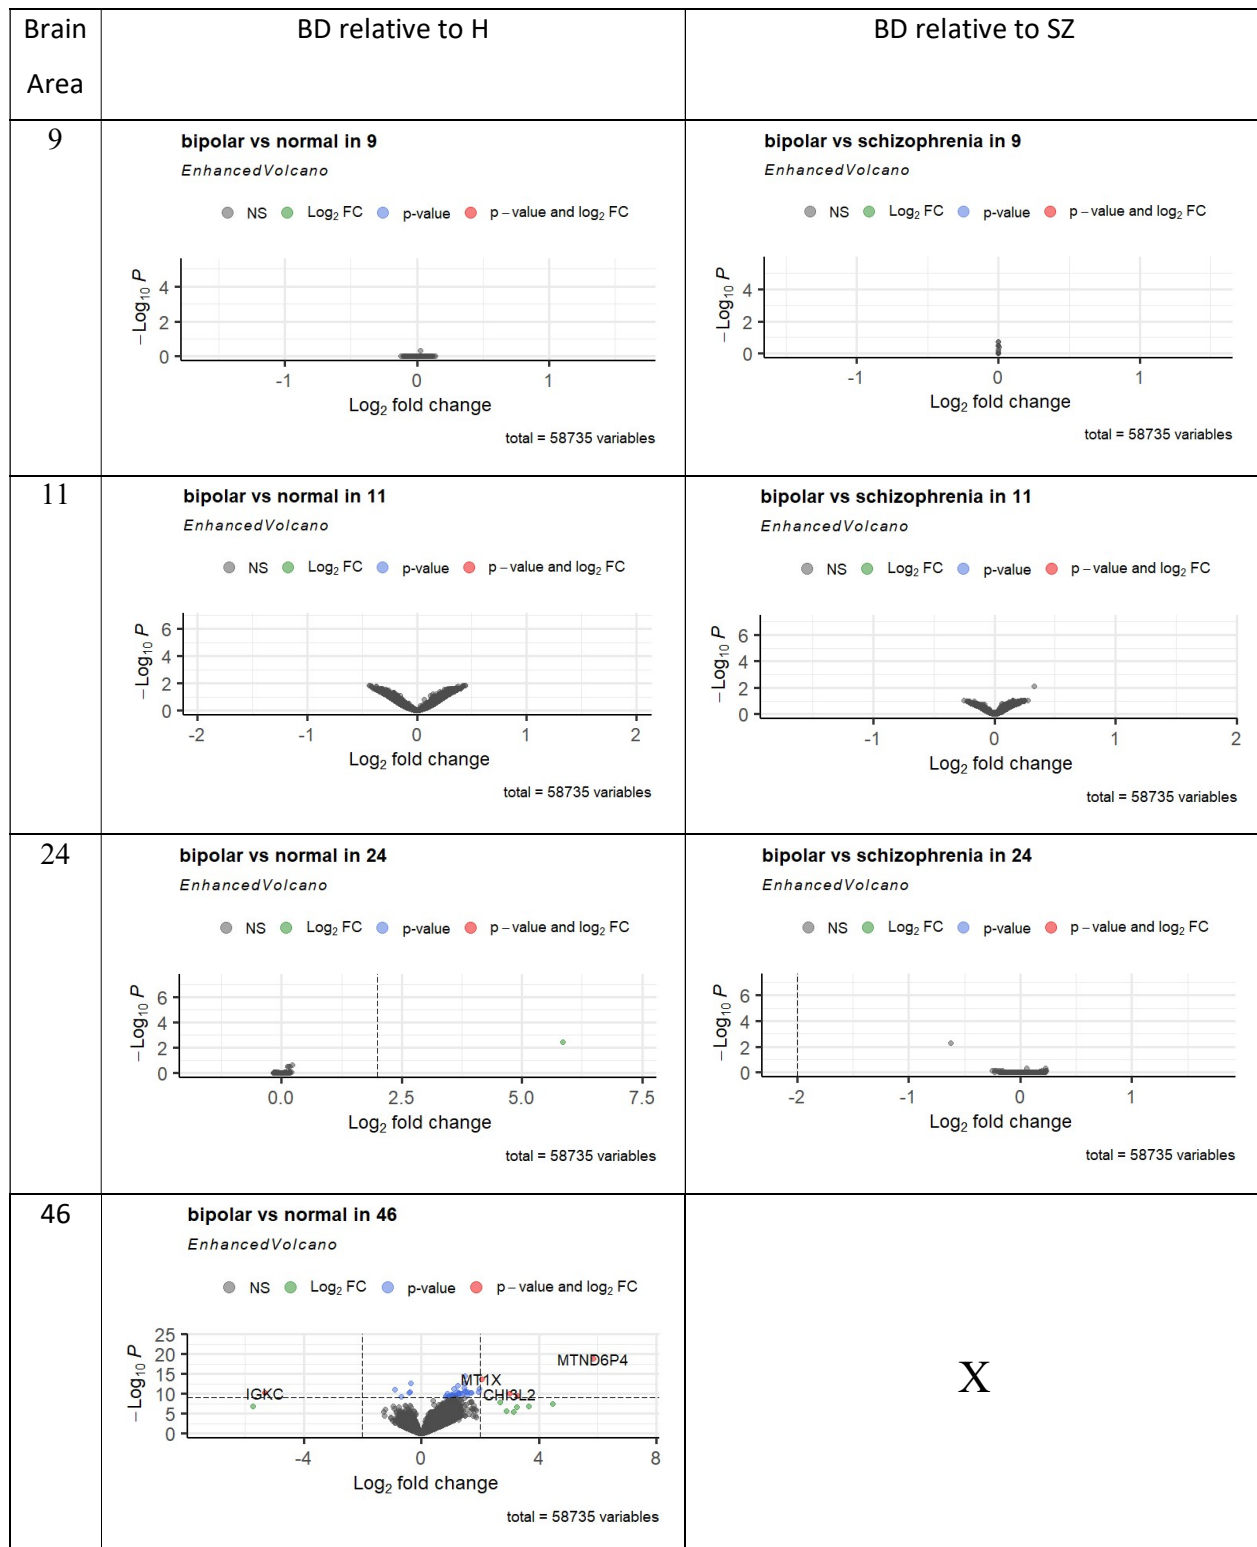 Brain
Area
BD relative to H
BD relative to SZ
9
bipolar vs normal in 9
EnhancedVolcano
NS Log2 FC p-value p – value and log2 FC
−Log10 P
4
2
0
-1 0 1
Log2 fold change
total = 58735 variables
bipolar vs schizophrenia in 9
EnhancedVolcano
NS Log2 FC p-value p – value and log2 FC
−Log10 P
4
2
0
-1 0 1
Log2 fold change
total = 58735 variables
11
bipolar vs normal in 11
EnhancedVolcano
NS Log2 FC p-value p – value and log2 FC
−Log10 P
6
4
2
0
-2 -1 0 1 2
Log2 fold change
total = 58735 variables
bipolar vs schizophrenia in 11
EnhancedVolcano
NS Log2 FC p-value p – value and log2 FC
−Log10 P
6
4
2
0
-1 0 1 2
Log2 fold change
total = 58735 variables
24
bipolar vs normal in 24
EnhancedVolcano
NS Log2 FC p-value p – value and log2 FC
−Log10 P
6
4
2
0
0.0 2.5 5.0 7.5
Log2 fold change
total = 58735 variables
bipolar vs schizophrenia in 24
EnhancedVolcano
NS Log2 FC p-value p – value and log2 FC
−Log10 P
6
4
2
0
-2 -1 0 1
Log2 fold change
total = 58735 variables
46
bipolar vs normal in 46
EnhancedVolcano
NS Log2 FC p-value p – value and log2 FC
−Log10 P
25
20
15
10
5
0
MTND6P4
MT1X
IGKC
CHI3L2
-4 0 4 8
Log2 fold change
total = 58735 variables
X